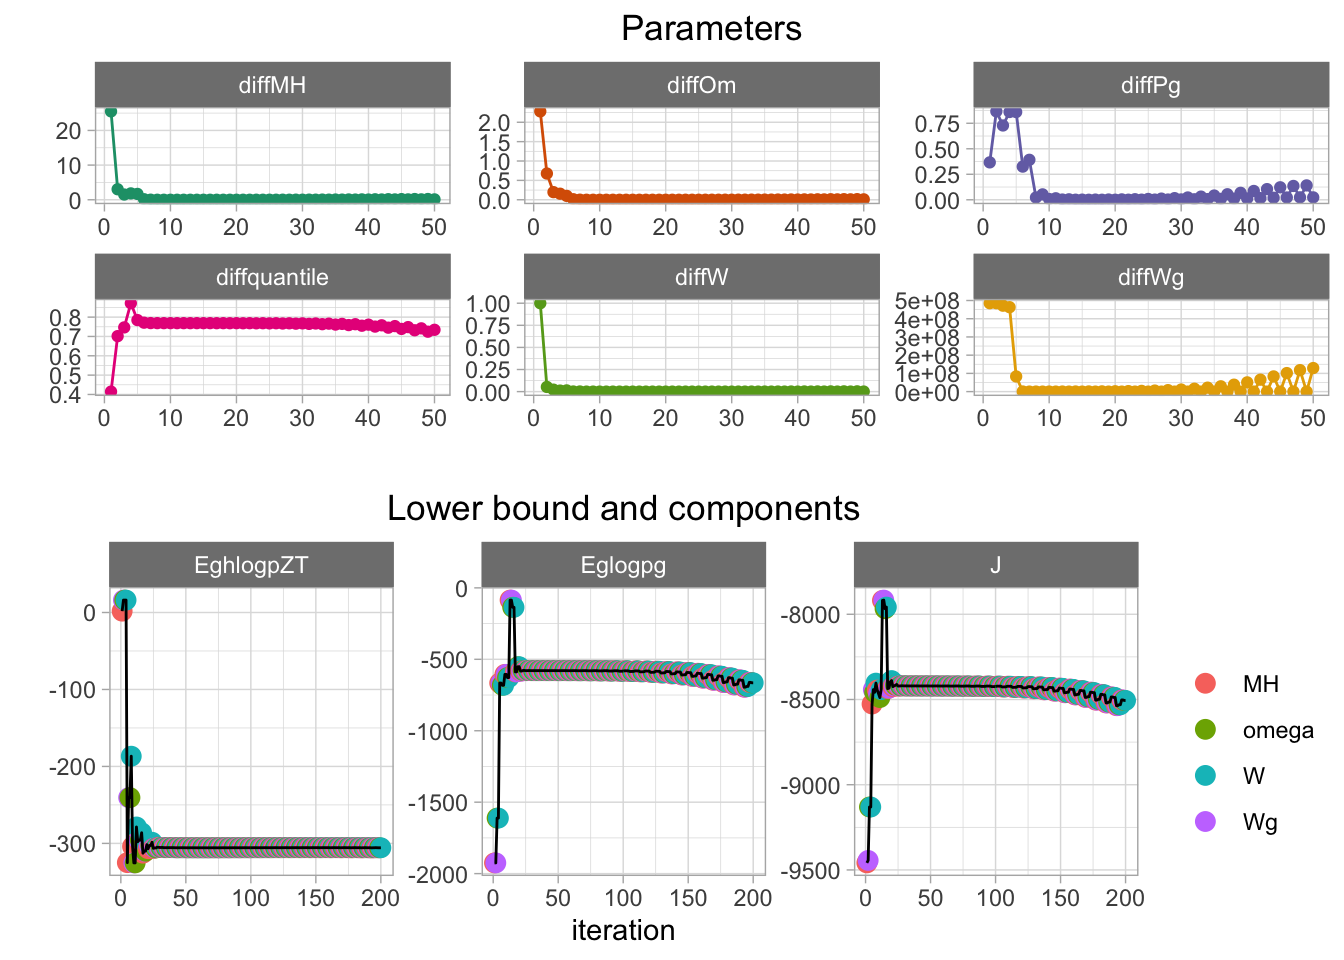 Parameters
diffMH
diffOm
diffPg
20
10
0
2.0
1.5
1.0
0.5
0.0
0.75
0.50
0.25
0.00
0 10 20 30 40 50
0 10 20 30 40 50
0 10 20 30 40 50
diffquantile
diffW
diffWg
0.8
0.7
0.6
0.5
0.4
1.00
0.75
0.50
0.25
0.00
5e+08
4e+08
3e+08
2e+08
1e+08
0e+00
0 10 20 30 40 50
0 10 20 30 40 50
0 10 20 30 40 50
Lower bound and components
EghlogpZT
Eglogpg
J
0
-100
-200
-300
0
-500
-1000
-1500
-2000
-8000
-8500
-9000
-9500
0 50 100 150 200
0 50 100 150 200
0 50 100 150 200
iteration
MH
omega
W
Wg